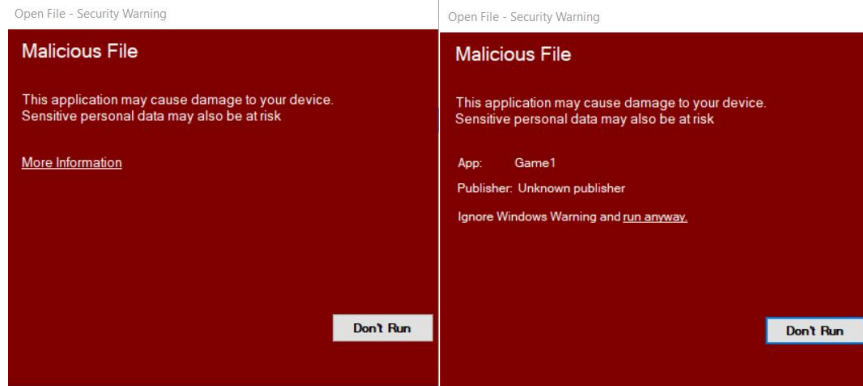 Open File - Security Warning
Malicious File
This application may cause damage to your device.
Sensitive personal data may also be at risk
More Information
Don't Run
Open File - Security Warning
Malicious File
This application may cause damage to your device.
Sensitive personal data may also be at risk
App: Game1
Publisher: Unknown publisher
Ignore Windows Warning and run anyway.
Don't Run